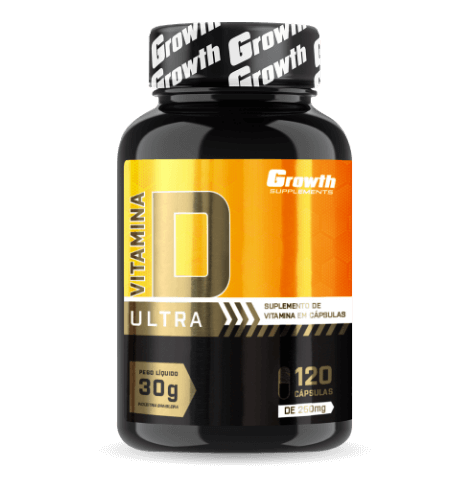 Growth
Growth
Growth
Growth
Growth
SUPPLEMENTS
VITAMINA
D
ULTRA
SUPLEMENTO DE
VITAMINA EM CÁPSULAS
PESO LÍQUIDO
30g
120
CÁPSULAS
DE 250mg